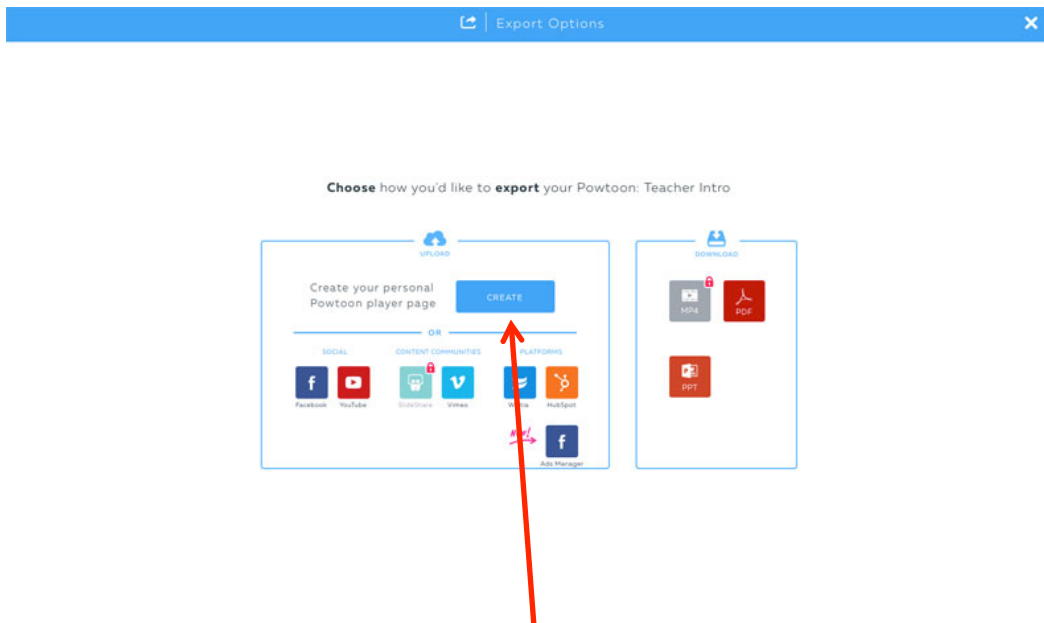 Export Options
Choose how you'd like to export your Powtoon: Teacher Intro
UPLOAD
Create your personal
Powtoon player page
CREATE
OR
SOCIAL CONTENT COMMUNITIES PLATFORMS
Facebook YouTube SlideShare Vimeo HubSpot
New!
Ads Manager
DOWNLOAD
MP4 PDF
PPT